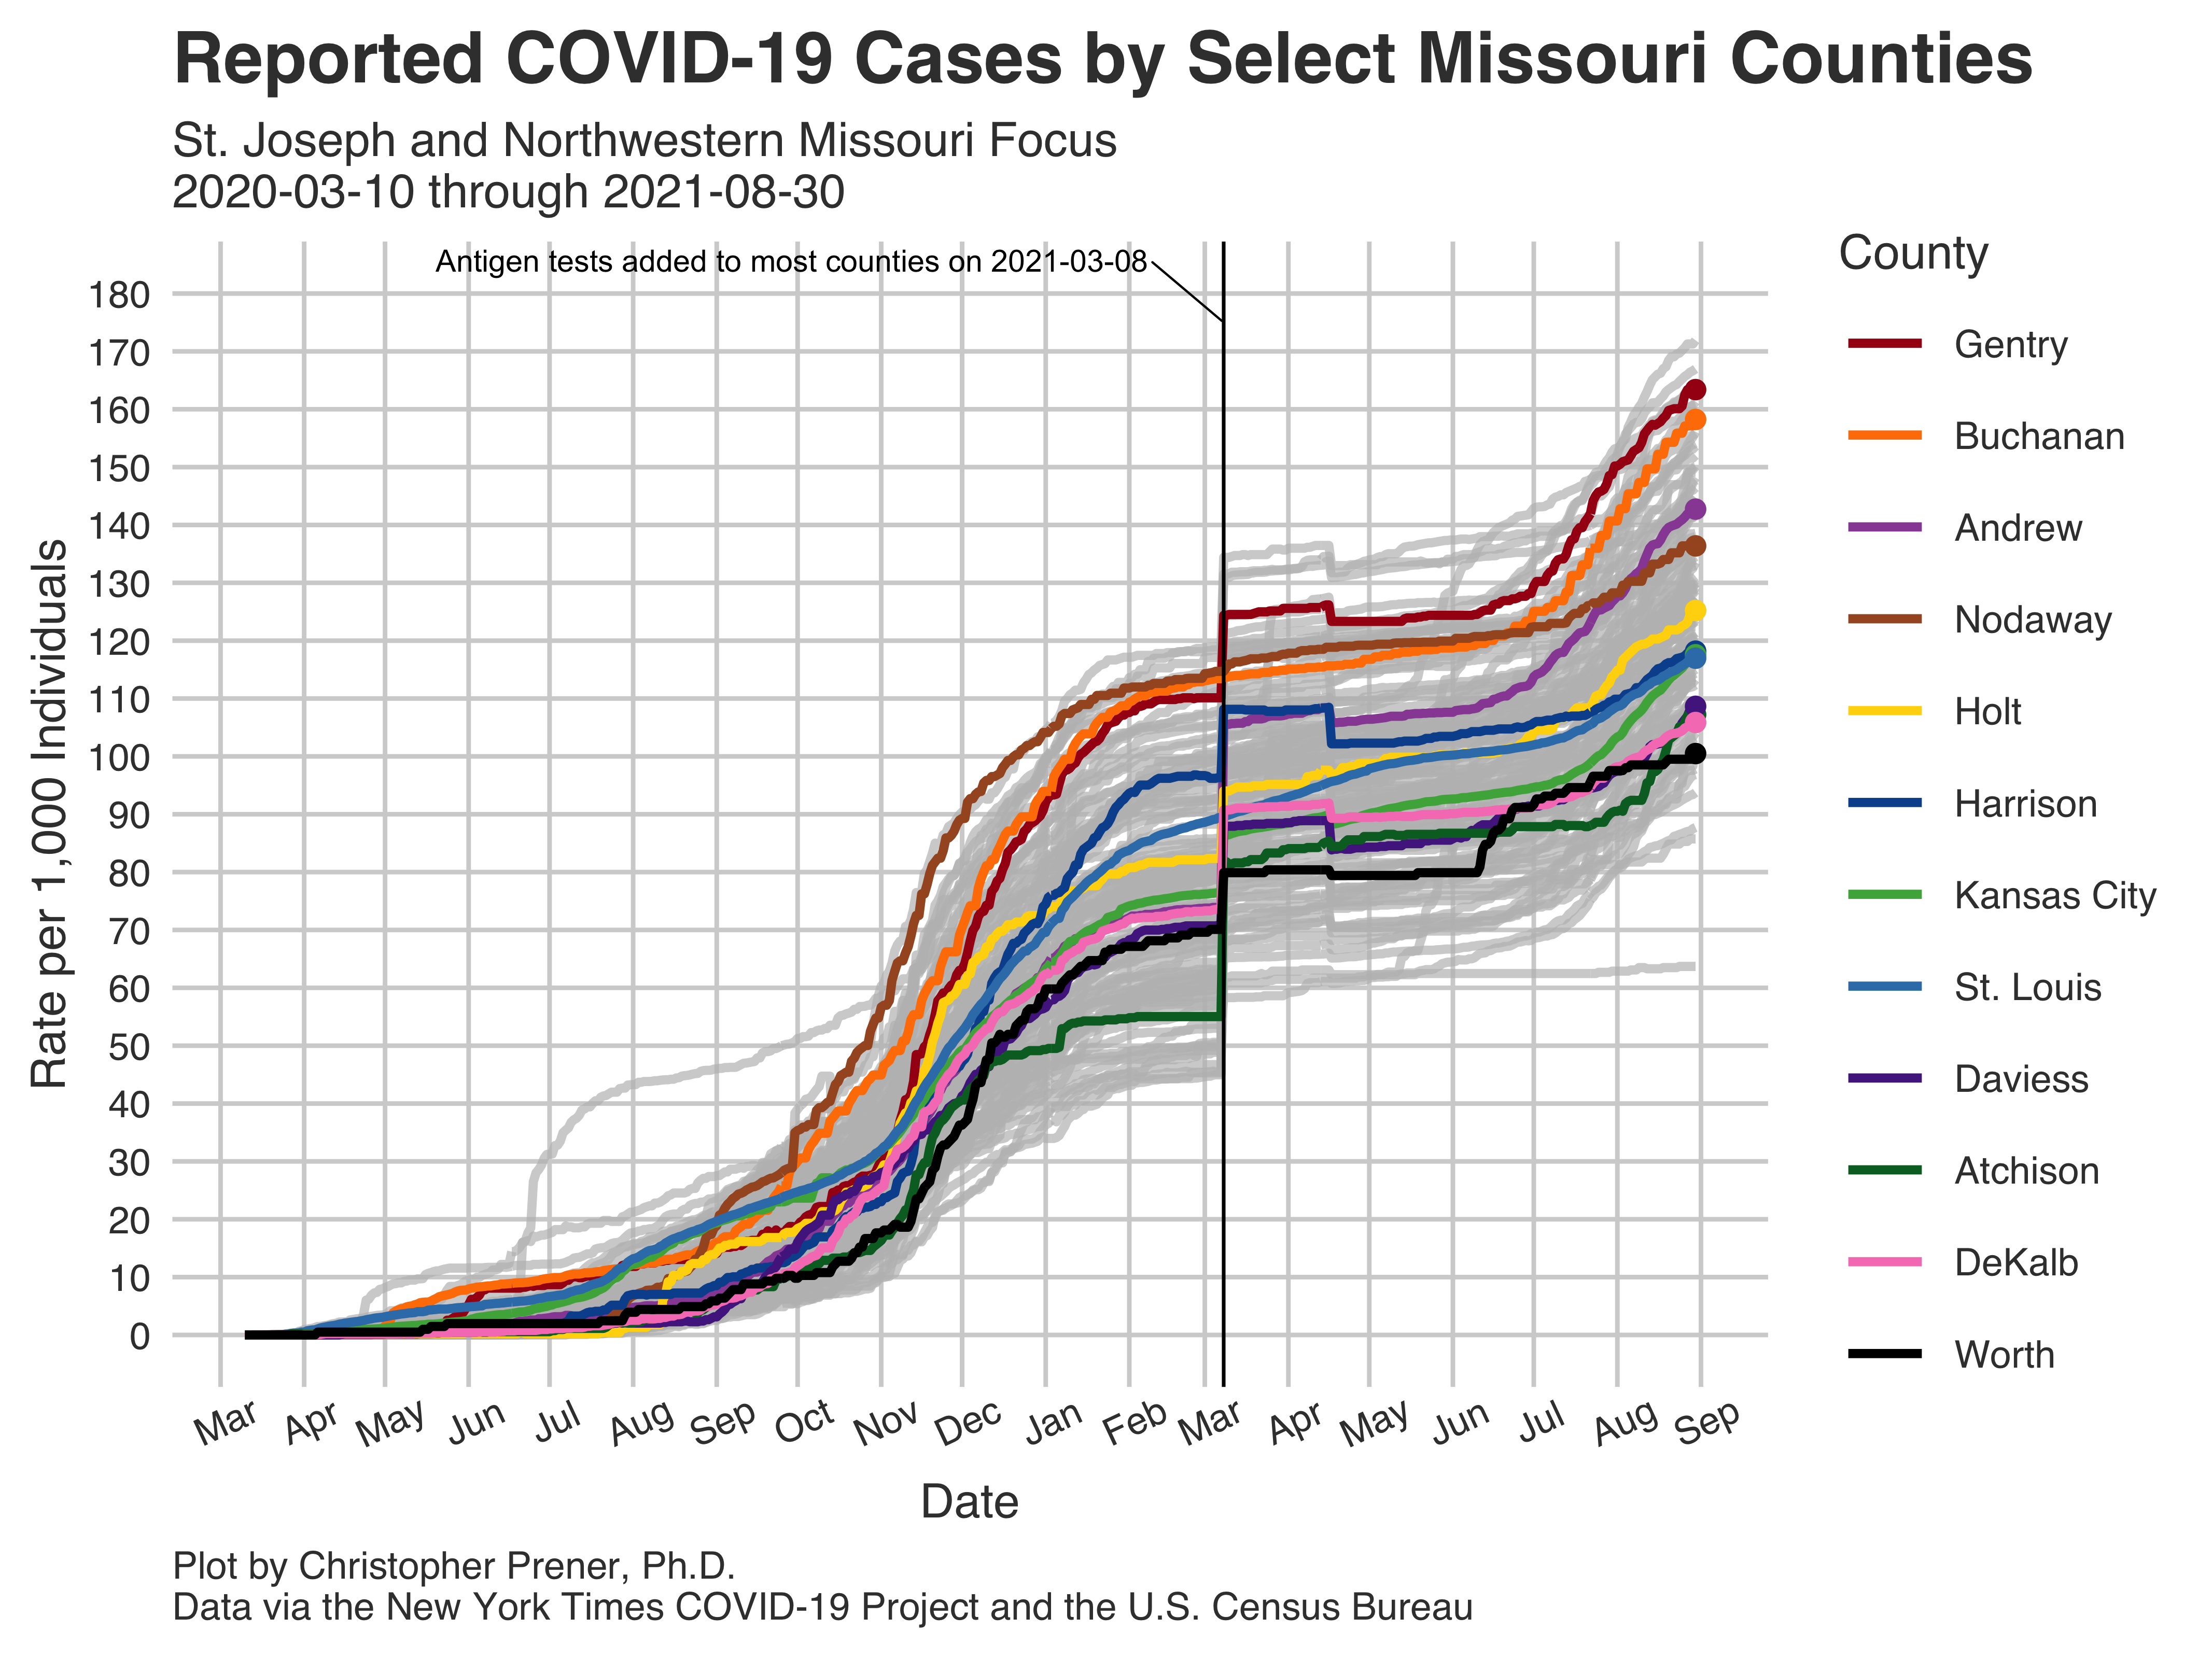 Reported COVID-19 Cases by Select Missouri Counties
St. Joseph and Northwestern Missouri Focus
2020-03-10 through 2021-08-30
Antigen tests added to most counties on 2021-03-08
180
170
160
150
140
130
120
110
100
90
80
70
60
50
40
30
20
10
0
Rate per 1,000 Individuals
Mar Apr May Jun Jul Aug Sep Oct Nov Dec Jan Feb Mar Apr May Jun Jul Aug Sep
Date
County
Gentry
Buchanan
Andrew
Nodaway
Holt
Harrison
Kansas City
St. Louis
Daviess
Atchison
DeKalb
Worth
Plot by Christopher Prener, Ph.D.
Data via the New York Times COVID-19 Project and the U.S. Census Bureau